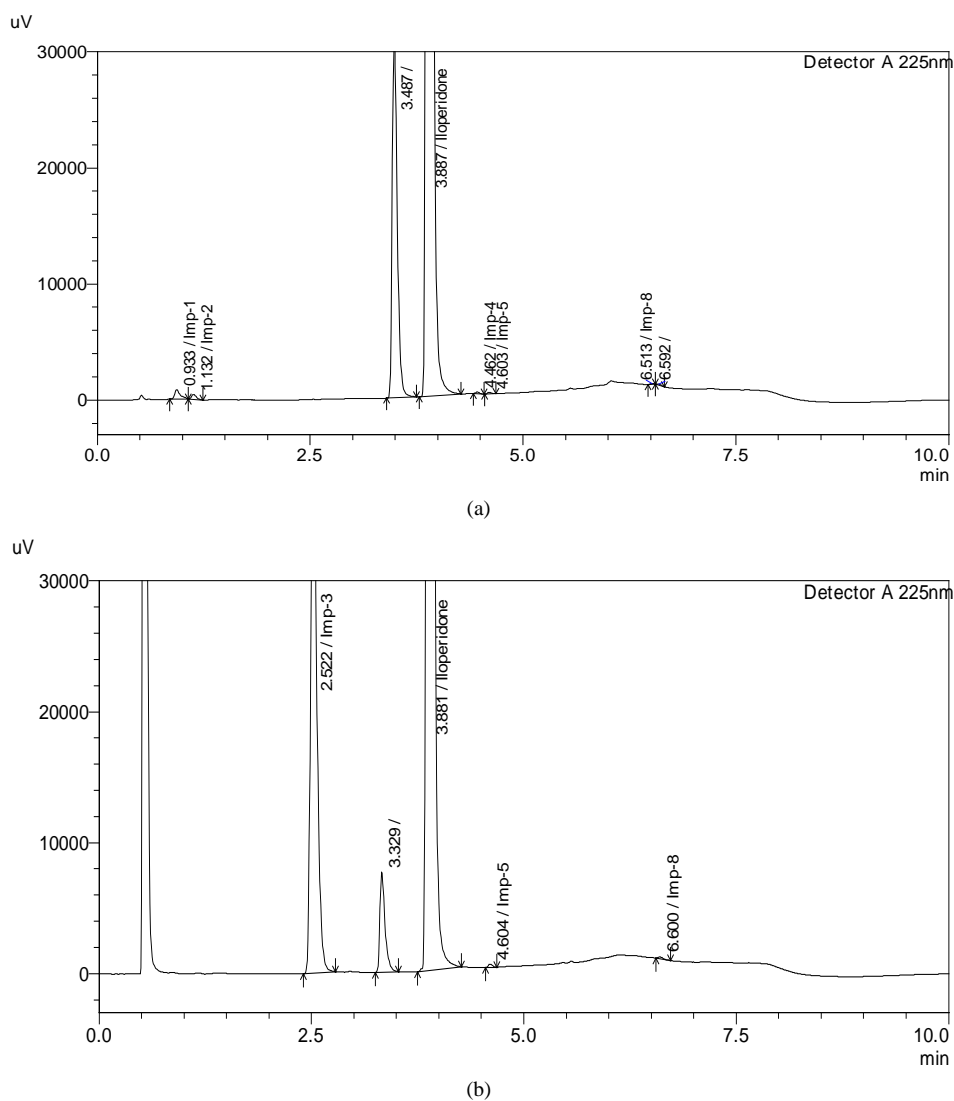 uV
30000
Detector A 225nm
3.487 /
3.887 / Iloperidone
20000
10000
0.933 / Imp-1
1.132 / Imp-2
4.462 / Imp-4
4.603 / Imp-5
6.513 / Imp-8
6.592 /
0
0.0 2.5 5.0 7.5 10.0
min
(a)
uV
30000
Detector A 225nm
2.522 / Imp-3
3.881 / Iloperidone
20000
10000
3.329 /
4.604 / Imp-5
6.600 / Imp-8
0
0.0 2.5 5.0 7.5 10.0
min
(b)